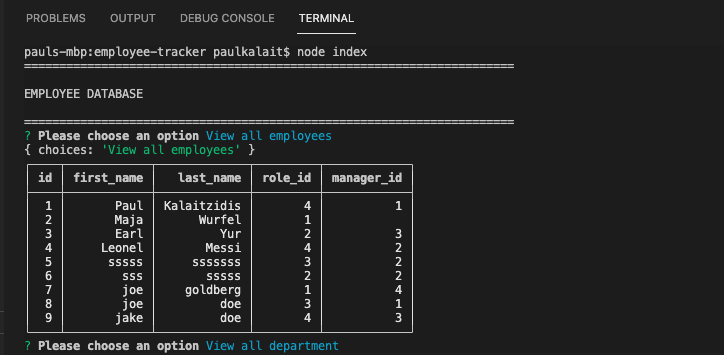 PROBLEMS OUTPUT DEBUG CONSOLE TERMINAL
pauls-mbp:employee-tracker paulkalait$ node index
======================================================================
EMPLOYEE DATABASE
======================================================================
? Please choose an option View all employees
{ choices: 'View all employees' }
id first_name last_name role_id manager_id
1 Paul Kalaitzidis 4 1
2 Maja Wurfel 1
3 Earl Yur 2 3
4 Leonel Messi 4 2
5 sssss sssssss 3 2
6 sss sssss 2 2
7 joe goldberg 1 4
8 joe doe 3 1
9 jake doe 4 3
? Please choose an option View all department